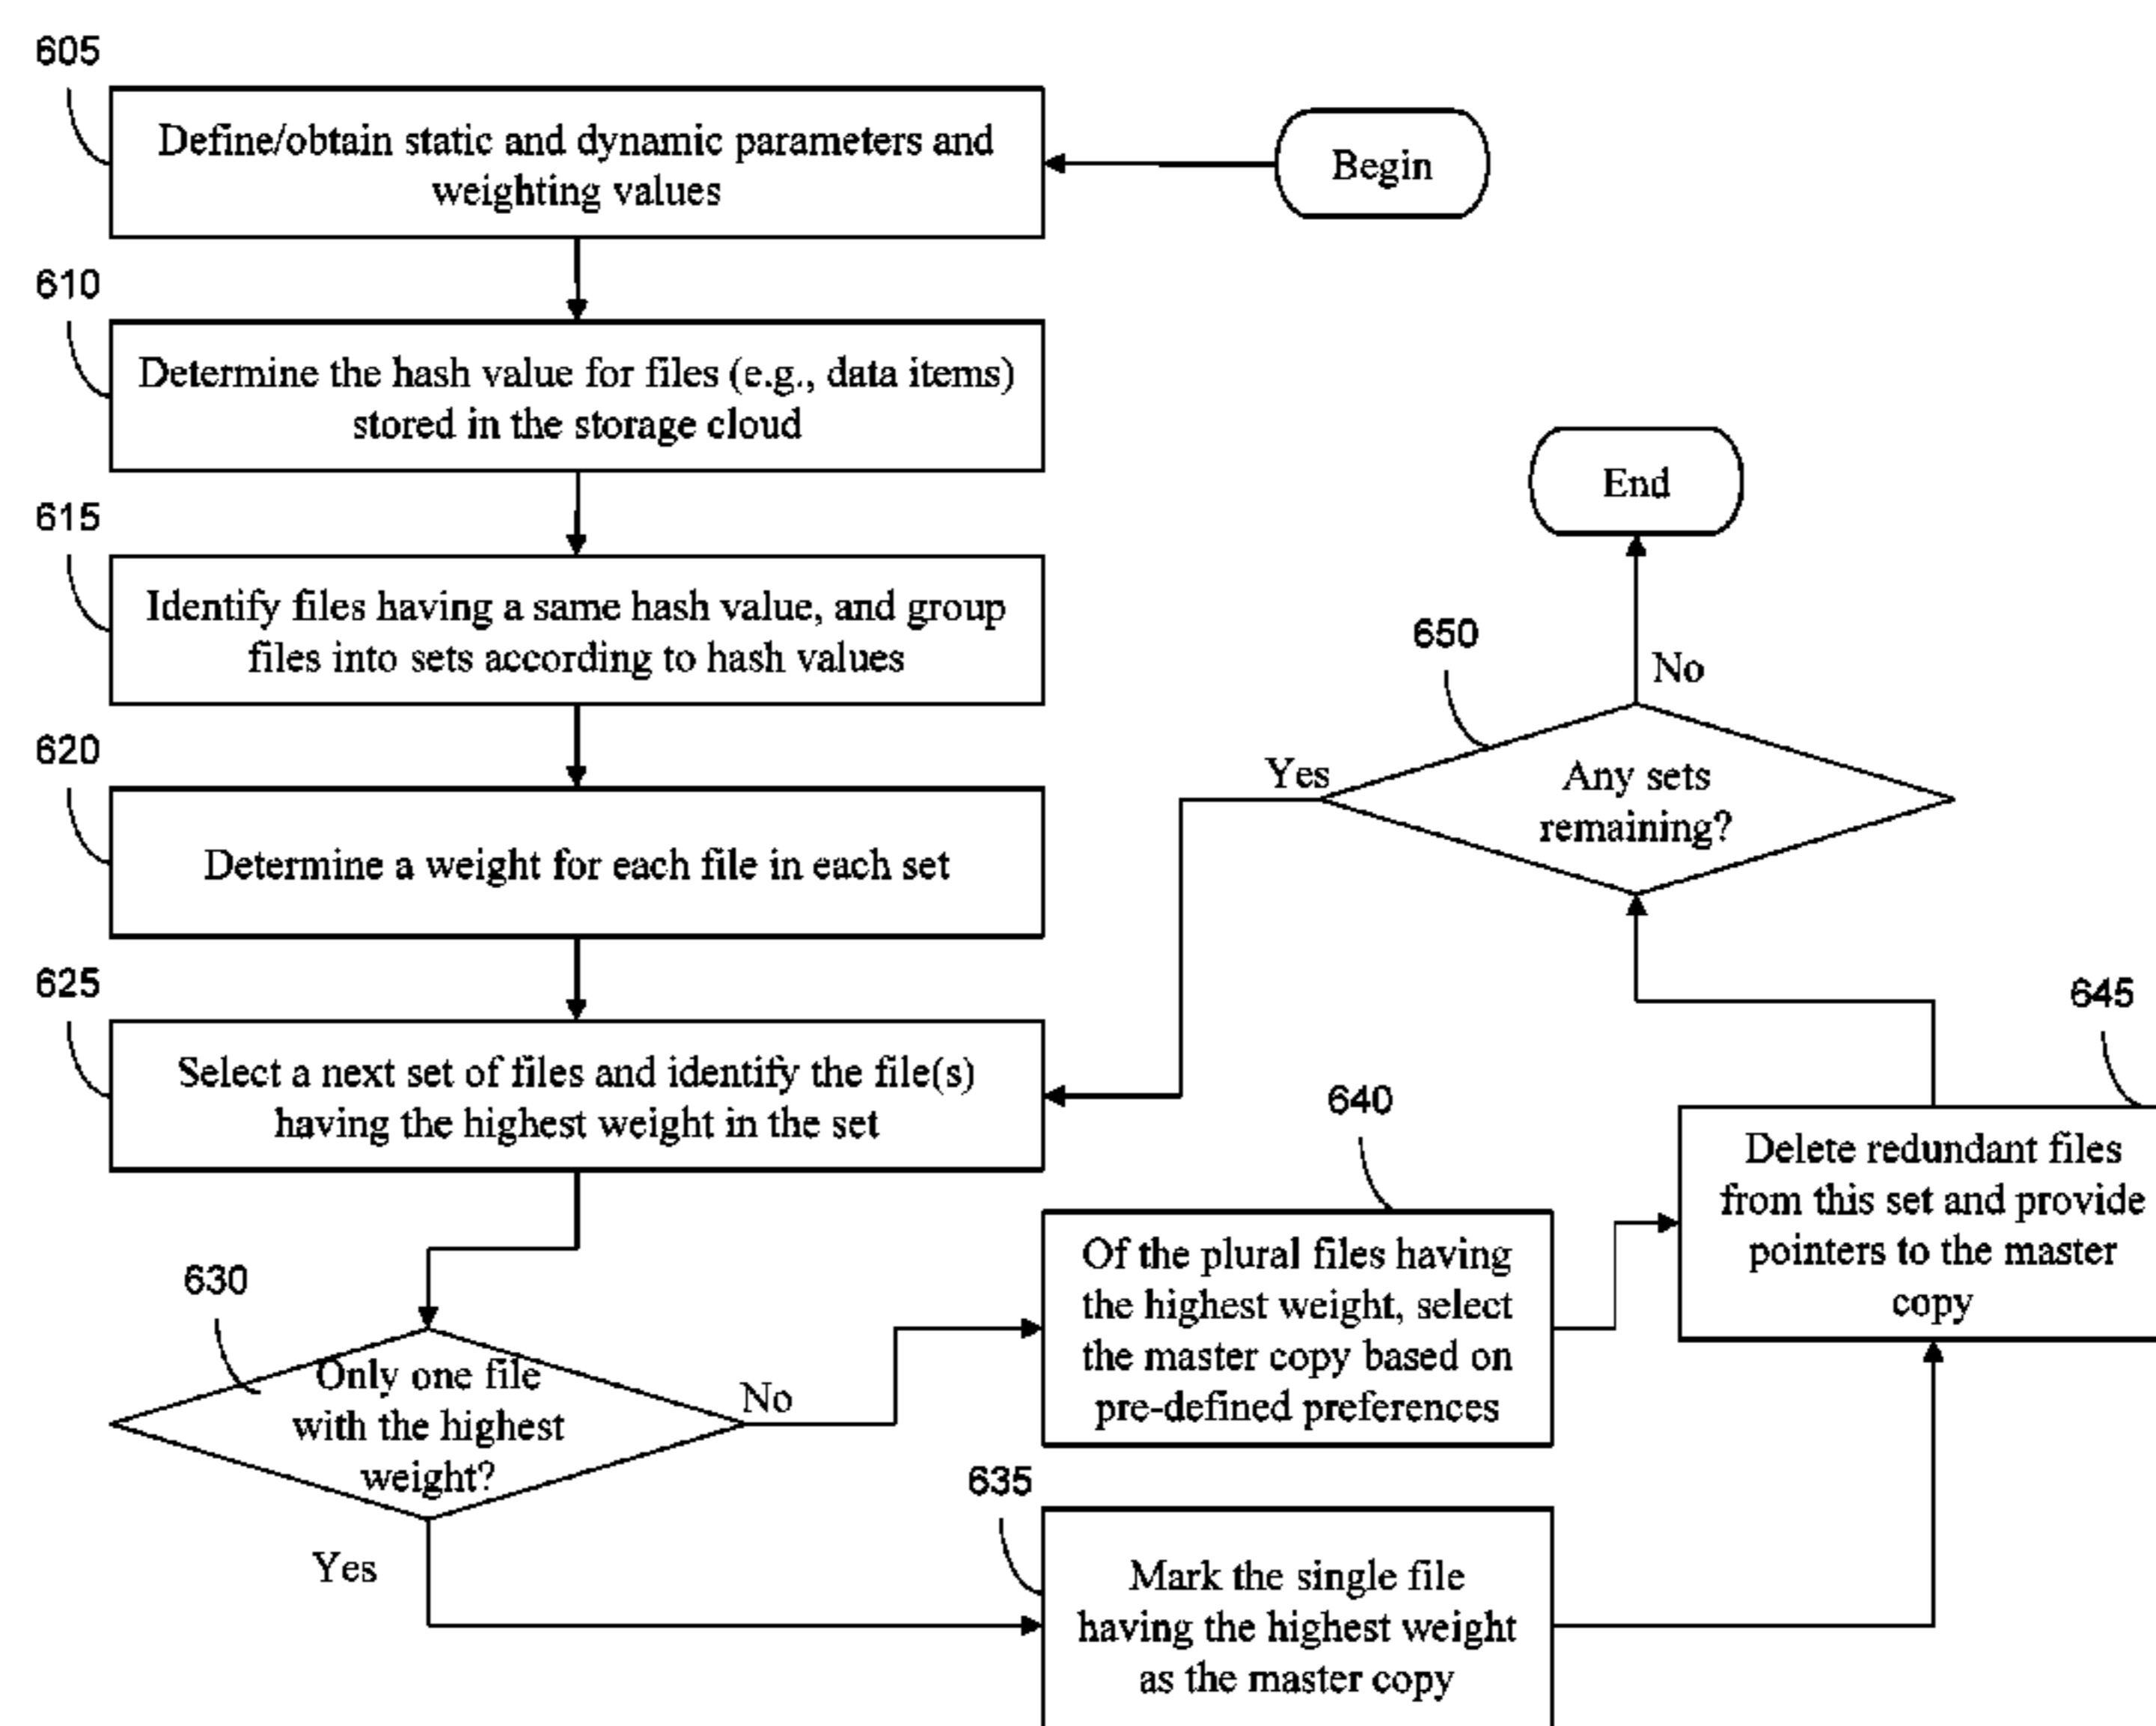 605
Define/obtain static and dynamic parameters and
weighting values
Begin
610
Determine the hash value for files (e.g., data items)
stored in the storage cloud
End
615
Identify files having a same hash value, and group
files into sets according to hash values
650
No
620
Yes
Any sets
remaining?
Determine a weight for each file in each set
625
645
Select a next set of files and identify the file(s)
having the highest weight in the set
640
Delete redundant files
from this set and provide
pointers to the master
copy
630
Of the plural files having
the highest weight, select
the master copy based on
pre-defined preferences
Only one file
with the highest
weight?
No
635
Yes
Mark the single file
having the highest weight
as the master copy